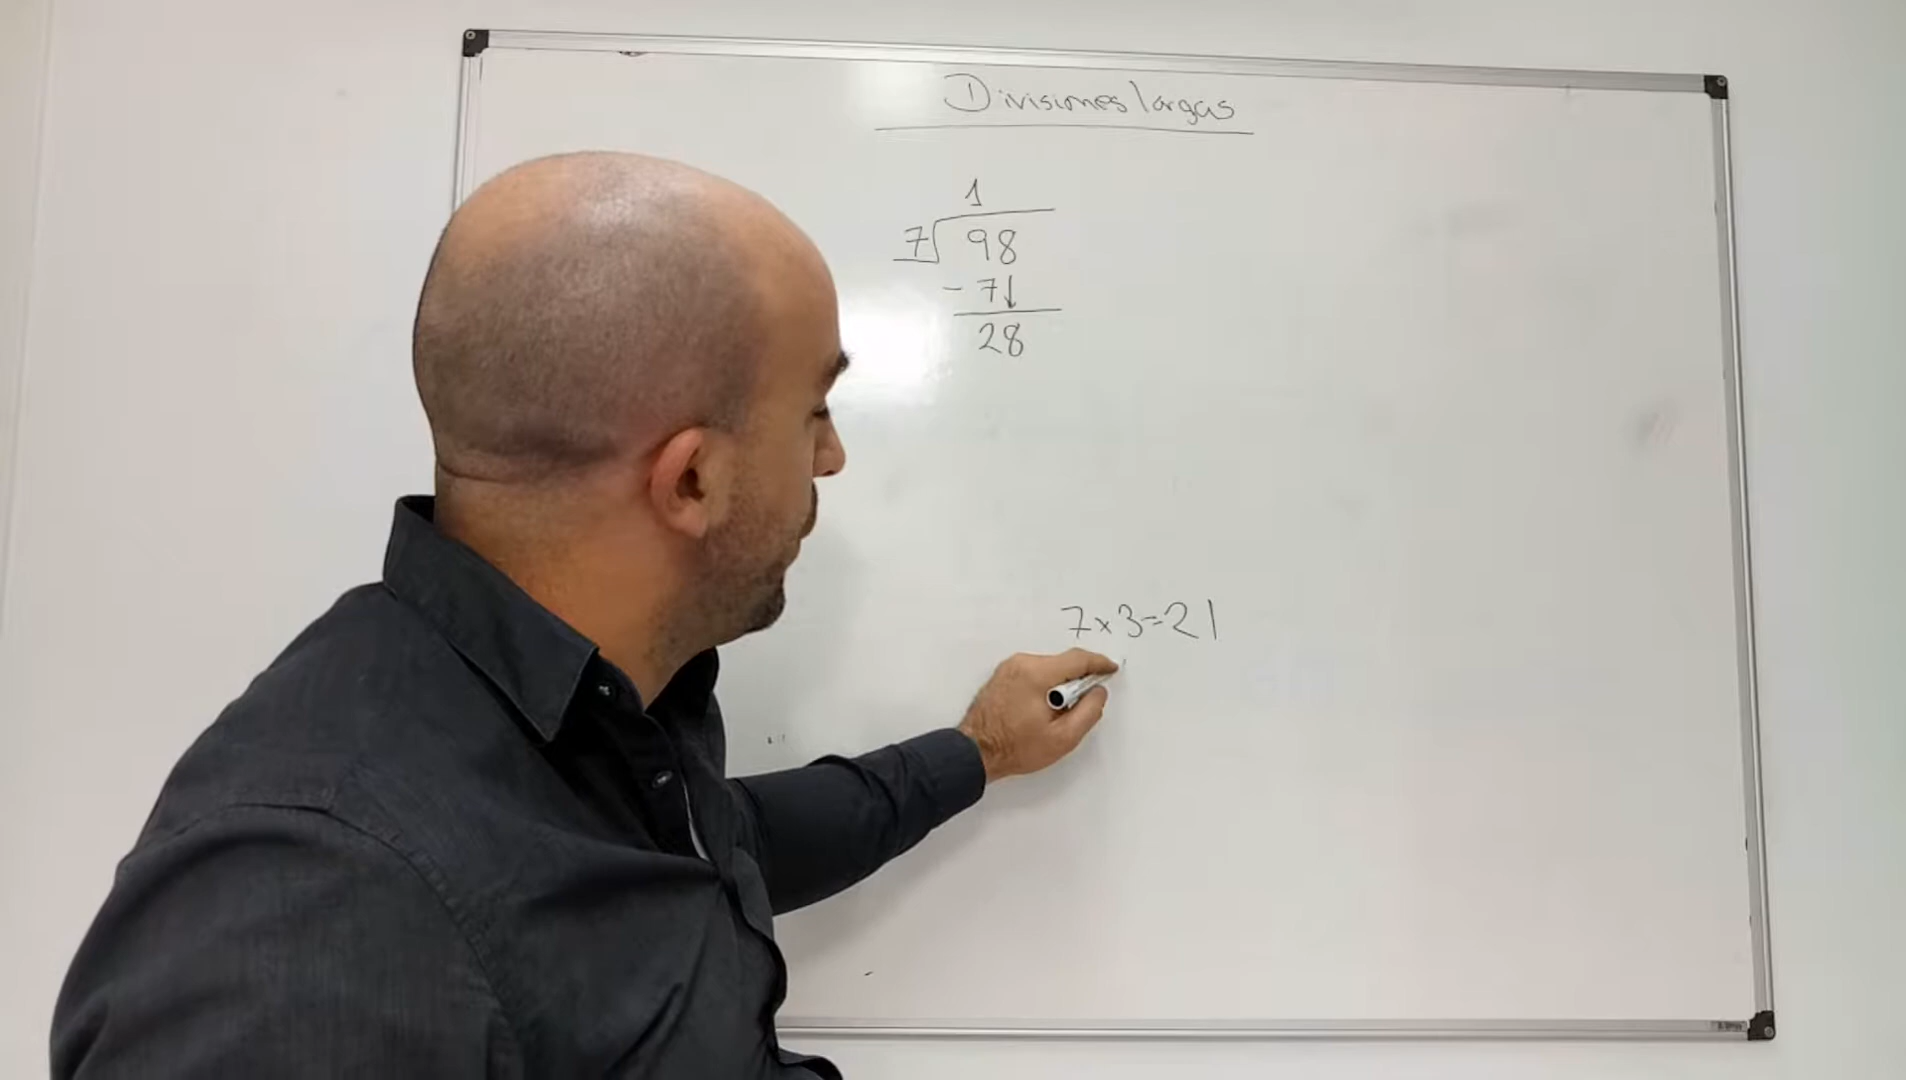 Divisiones largas
1
7 98
- 7↓
28
7x3=21